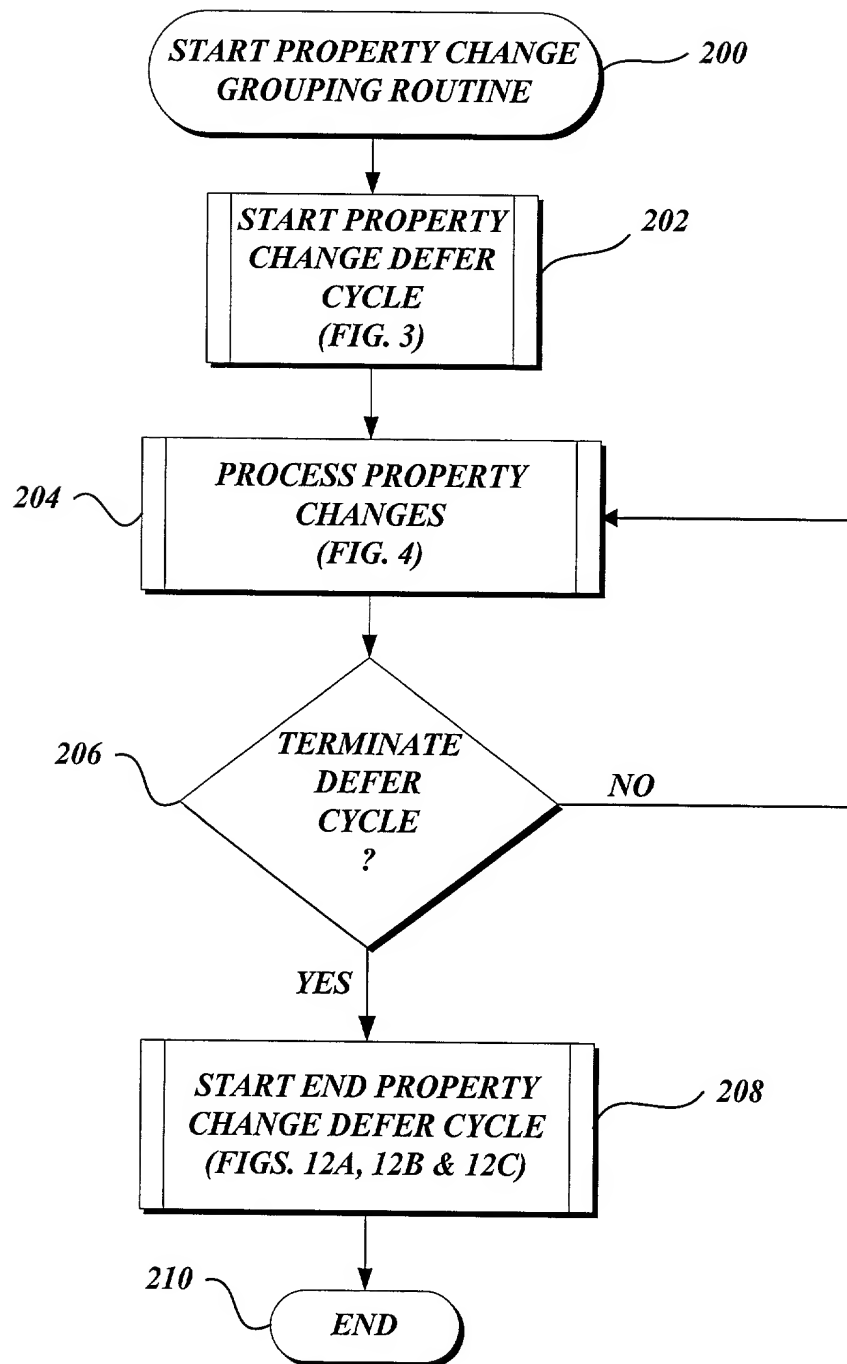 START PROPERTY CHANGE
GROUPING ROUTINE
200
START PROPERTY
CHANGE DEFER
CYCLE
(FIG. 3)
202
PROCESS PROPERTY
CHANGES
(FIG. 4)
204
TERMINATE
DEFER
CYCLE
?
206
NO
YES
START END PROPERTY
CHANGE DEFER CYCLE
(FIGS. 12A, 12B & 12C)
208
210
END